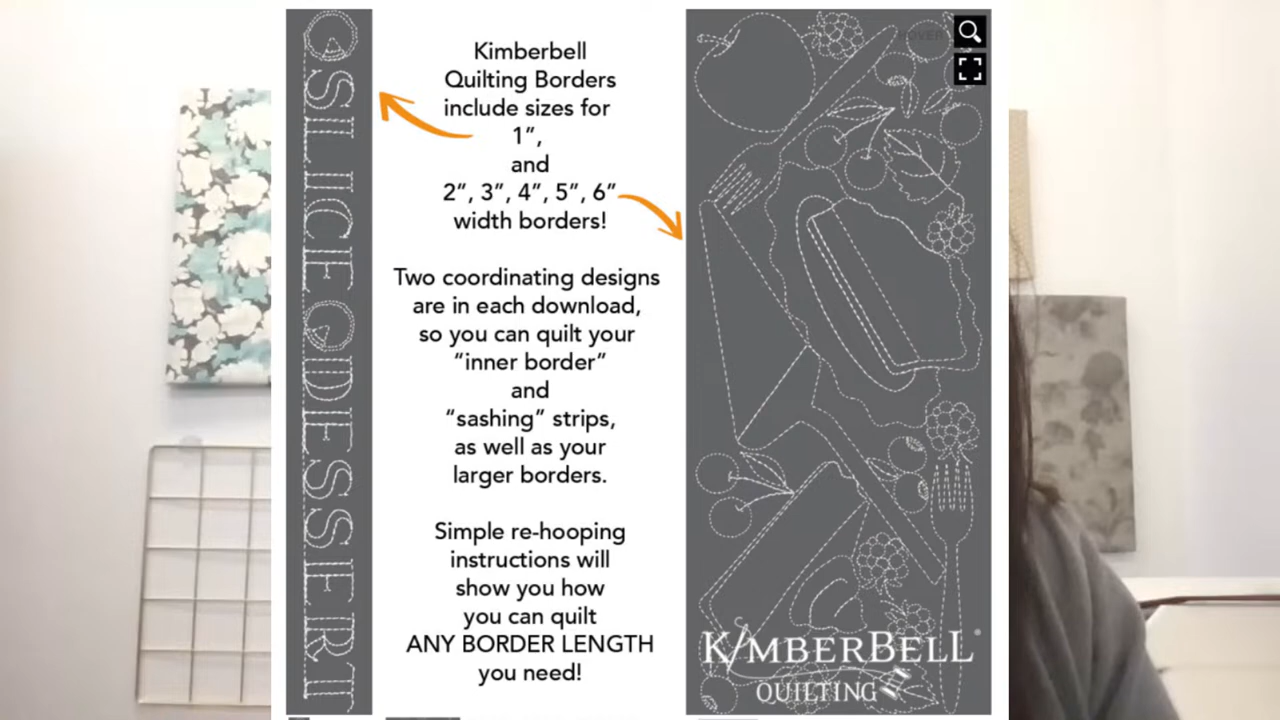 G SLICE O DESSERT
Kimberbell
Quilting Borders
include sizes for
1”,
and
2”, 3”, 4”, 5”, 6”
width borders!
Two coordinating designs
are in each download,
so you can quilt your
“inner border”
and
“sashing” strips,
as well as your
larger borders.
Simple re-hooping
instructions will
show you how
you can quilt
ANY BORDER LENGTH
you need!
HOVER
KIMBERBELL
QUILTING